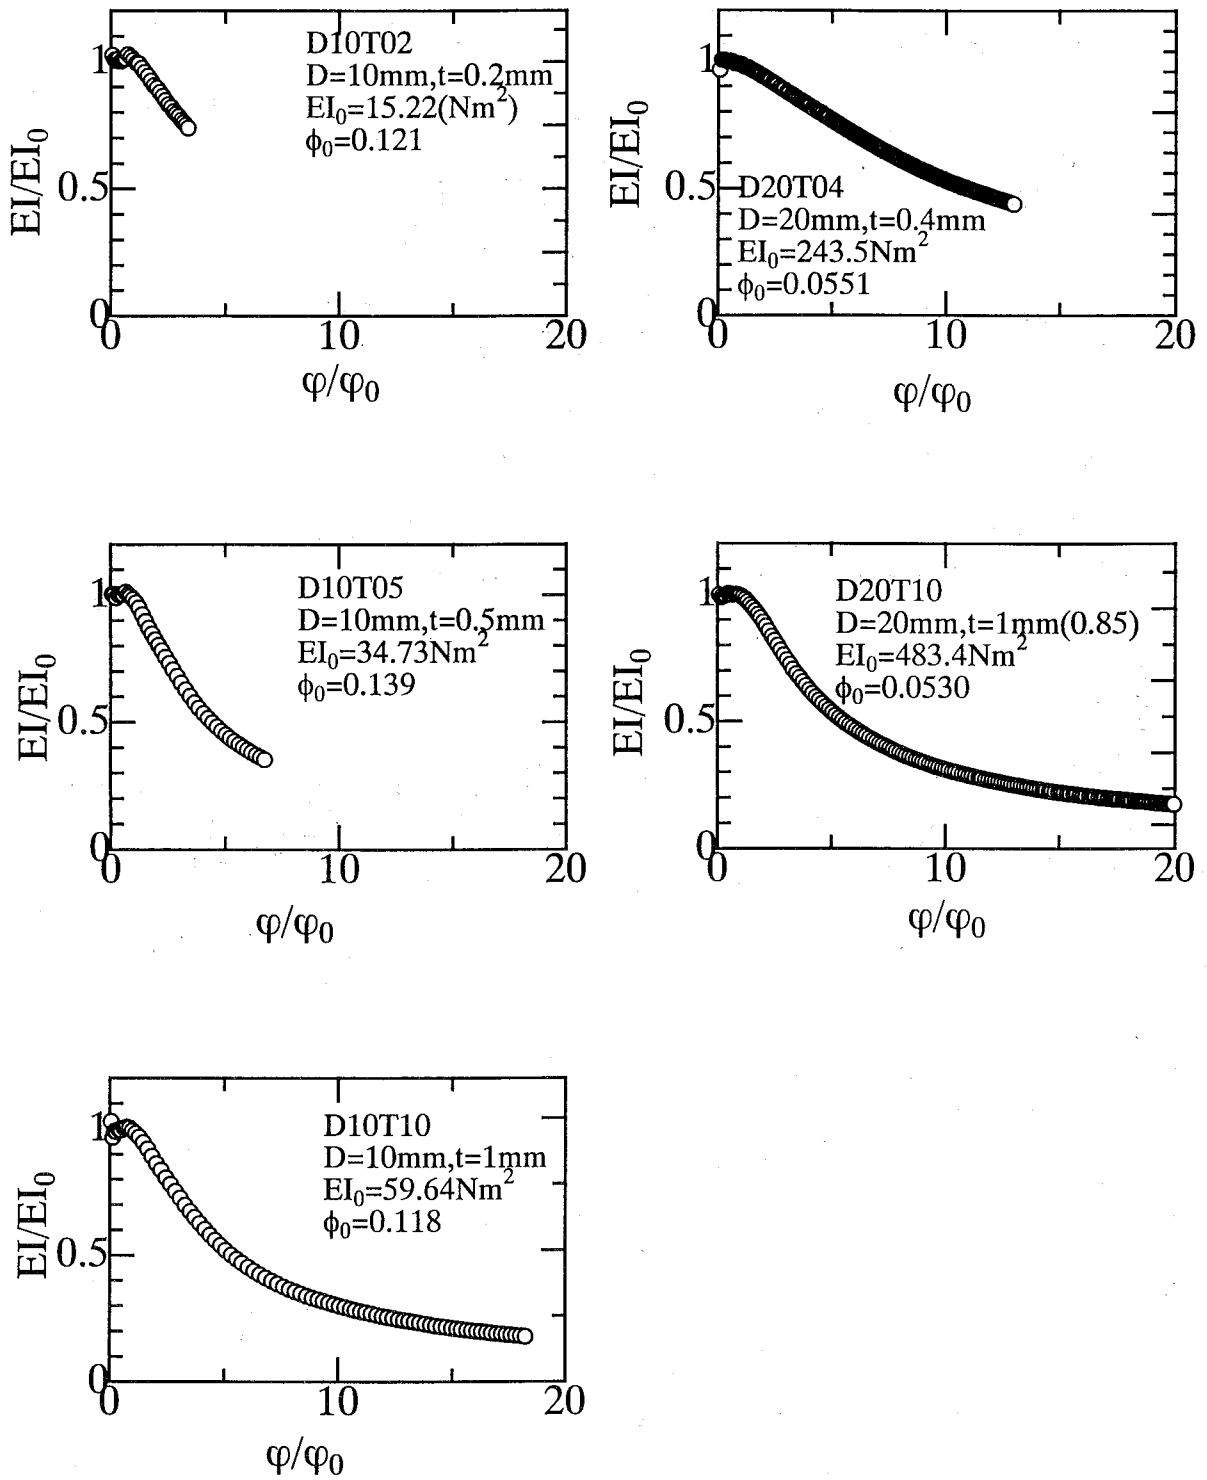 D10T02
D=10mm,t=0.2mm
EI₀=15.22(Nm²)
ϕ₀=0.121
EI/EI₀
1
0.5
0
0 10 20
φ/φ₀
D20T04
D=20mm,t=0.4mm
EI₀=243.5Nm²
ϕ₀=0.0551
EI/EI₀
1
0.5
0
0 10 20
φ/φ₀
D10T05
D=10mm,t=0.5mm
EI₀=34.73Nm²
ϕ₀=0.139
EI/EI₀
1
0.5
0
0 10 20
φ/φ₀
D20T10
D=20mm,t=1mm(0.85)
EI₀=483.4Nm²
ϕ₀=0.0530
EI/EI₀
1
0.5
0
0 10 20
φ/φ₀
D10T10
D=10mm,t=1mm
EI₀=59.64Nm²
ϕ₀=0.118
EI/EI₀
1
0.5
0
0 10 20
φ/φ₀